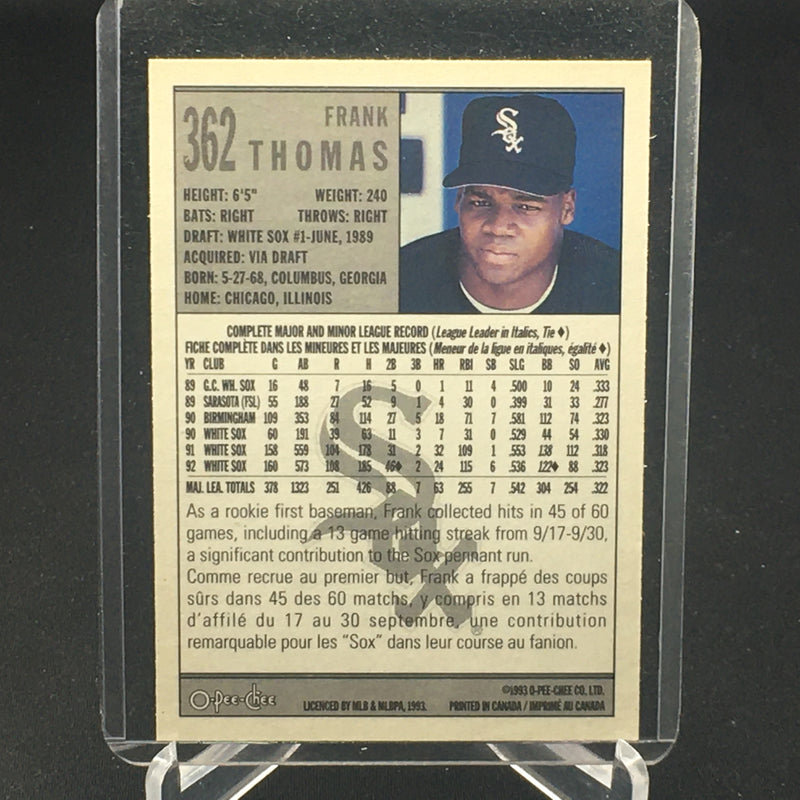 362 FRANK
THOMAS
HEIGHT: 6'5" WEIGHT: 240
BATS: RIGHT THROWS: RIGHT
DRAFT: WHITE SOX #1-JUNE, 1989
ACQUIRED: VIA DRAFT
BORN: 5-27-68, COLUMBUS, GEORGIA
HOME: CHICAGO, ILLINOIS
Sox
COMPLETE MAJOR AND MINOR LEAGUE RECORD (League Leader in Italics, Tie ♦)
FICHE COMPLÈTE DANS LES MINEURES ET LES MAJEURES (Meneur de la ligue en italiques, égalité ♦)
YR CLUB G AB R H 2B 3B HR RBI SB SLG BB SO AVG
89 G.C. WH. SOX 16 48 7 16 5 0 1 11 4 .500 10 24 .333
89 SARASOTA (FSL) 55 188 27 52 9 1 4 30 0 .399 31 33 .277
90 BIRMINGHAM 109 353 84 114 27 5 18 71 7 .581 112 74 .323
90 WHITE SOX 60 191 39 63 11 3 7 31 0 .529 44 54 .330
91 WHITE SOX 158 559 104 178 31 2 32 109 1 .553 138 112 .318
92 WHITE SOX 160 573 108 185 46♦ 2 24 115 6 .536 122♦ 88 .323
MAJ. LEA. TOTALS 378 1323 251 426 88 7 63 255 7 .542 304 254 .322
As a rookie first baseman, Frank collected hits in 45 of 60
games, including a 13 game hitting streak from 9/17-9/30,
a significant contribution to the Sox pennant run.
Comme recrue au premier but, Frank a frappé des coups
sûrs dans 45 des 60 matchs, y compris en 13 matchs
d'affilé du 17 au 30 septembre, une contribution
remarquable pour les "Sox" dans leur course au fanion.
Sox ®
O-Pee-Chee
©1993 O-PEE-CHEE CO. LTD.
LICENCED BY MLB & MLBPA, 1993. PRINTED IN CANADA / IMPRIMÉ AU CANADA